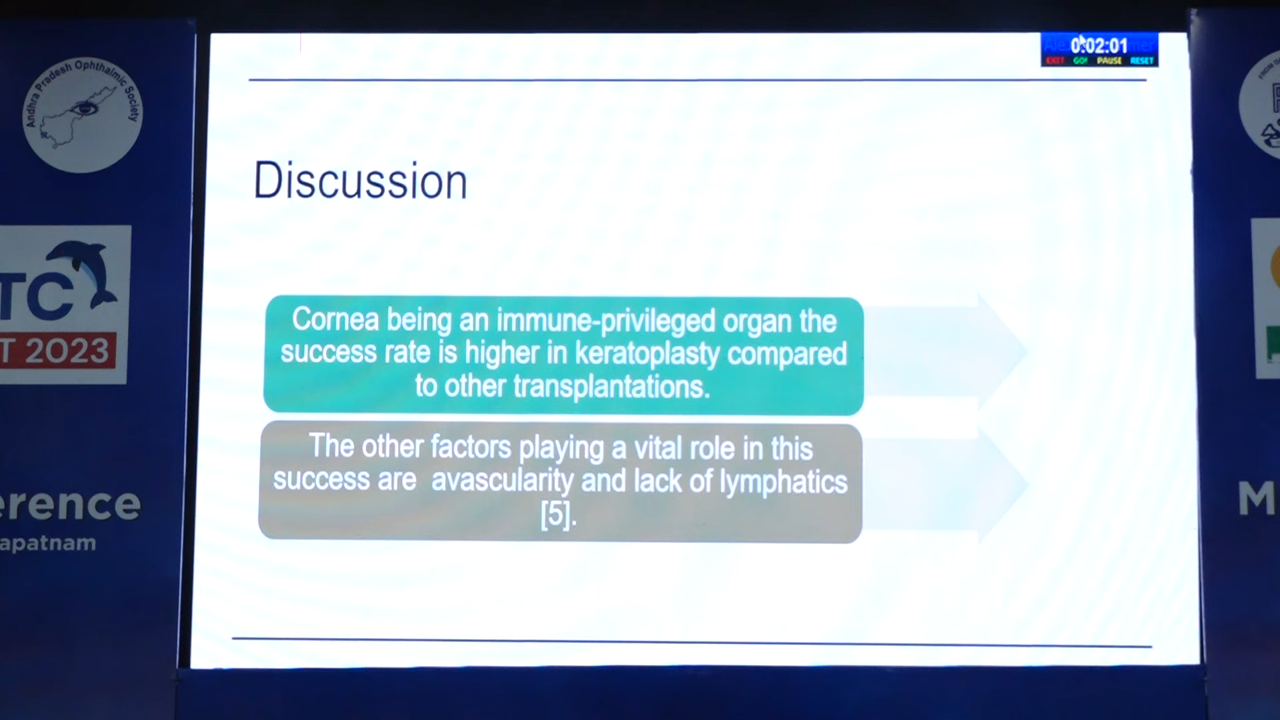 Andhra Pradesh Ophthalmic Society
TC
T 2023
erence
apatnam
0:02:01
EXIT GO! PAUSE RESET
Discussion
Cornea being an immune-privileged organ the
success rate is higher in keratoplasty compared
to other transplantations.
The other factors playing a vital role in this
success are avascularity and lack of lymphatics
[5].
M